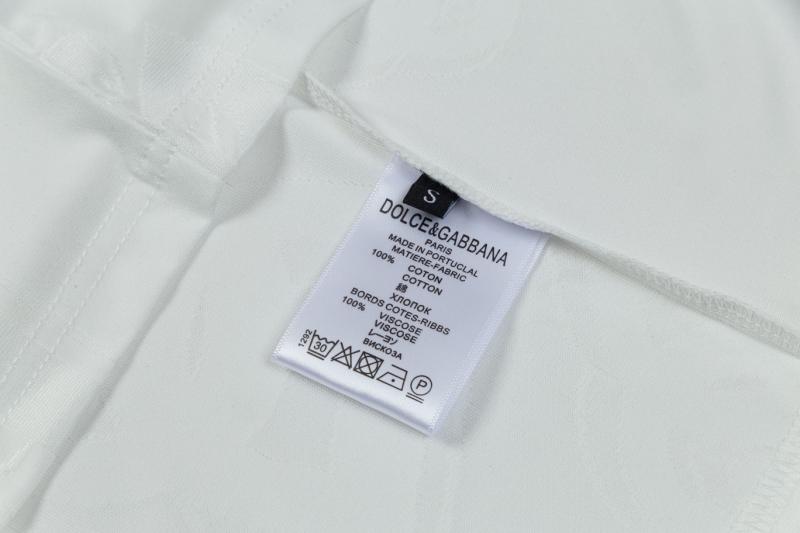 S
DOLCE&GABBANA
PARIS
MADE IN PORTUCLAL
MATIERE-FABRIC
100% COTON
COTTON
綿
ХЛОПОК
BORDS COTES-RIBBS
100% VISCOSE
VISCOSE
レーヨン
ВИСКОЗА
1292
30
P